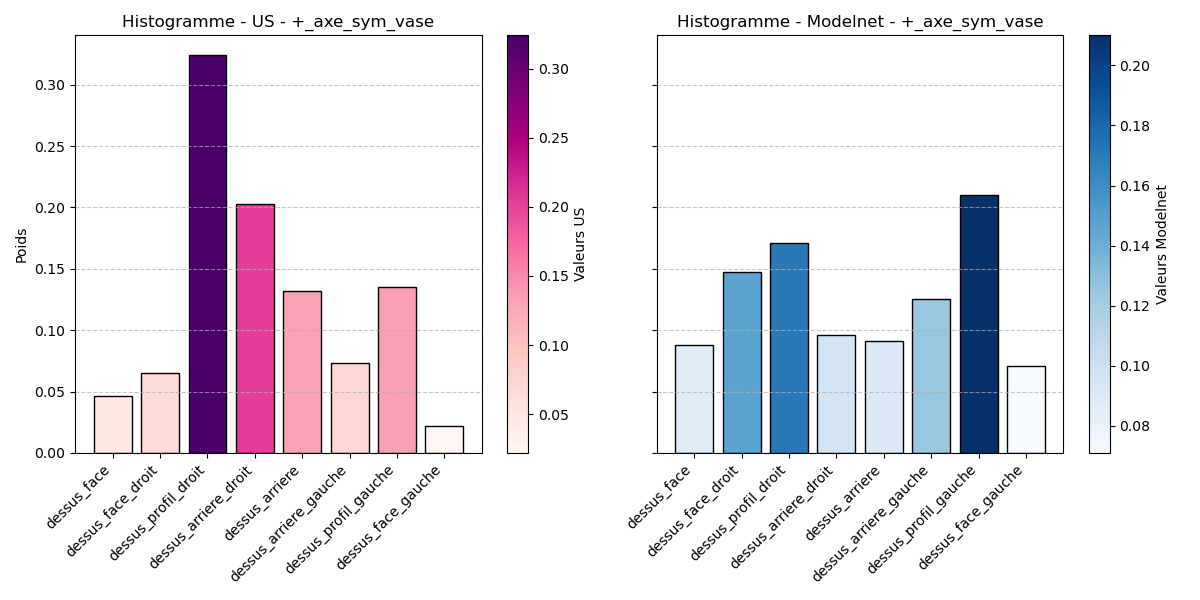 Histogramme - US - +_axe_sym_vase
Poids
0.30
0.25
0.20
0.15
0.10
0.05
0.00
dessus_face
dessus_face_droit
dessus_profil_droit
dessus_arriere_droit
dessus_arriere
dessus_arriere_gauche
dessus_profil_gauche
dessus_face_gauche
0.30
0.25
0.20
0.15
0.10
0.05
Valeurs US
Histogramme - Modelnet - +_axe_sym_vase
dessus_face
dessus_face_droit
dessus_profil_droit
dessus_arriere_droit
dessus_arriere
dessus_arriere_gauche
dessus_profil_gauche
dessus_face_gauche
0.20
0.18
0.16
0.14
0.12
0.10
0.08
Valeurs Modelnet